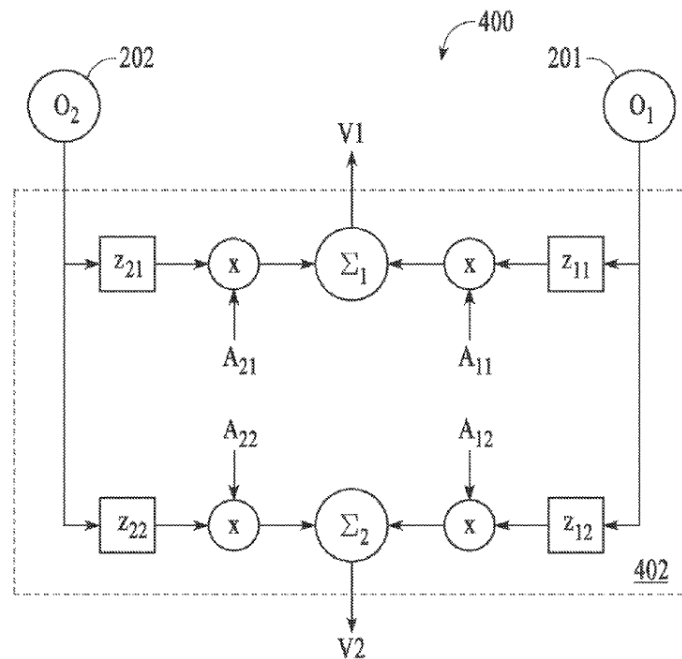 400
202
201
O₂
O₁
V1
z₂₁
x
Σ₁
x
z₁₁
A₂₁
A₁₁
A₂₂
A₁₂
z₂₂
x
Σ₂
x
z₁₂
402
V2